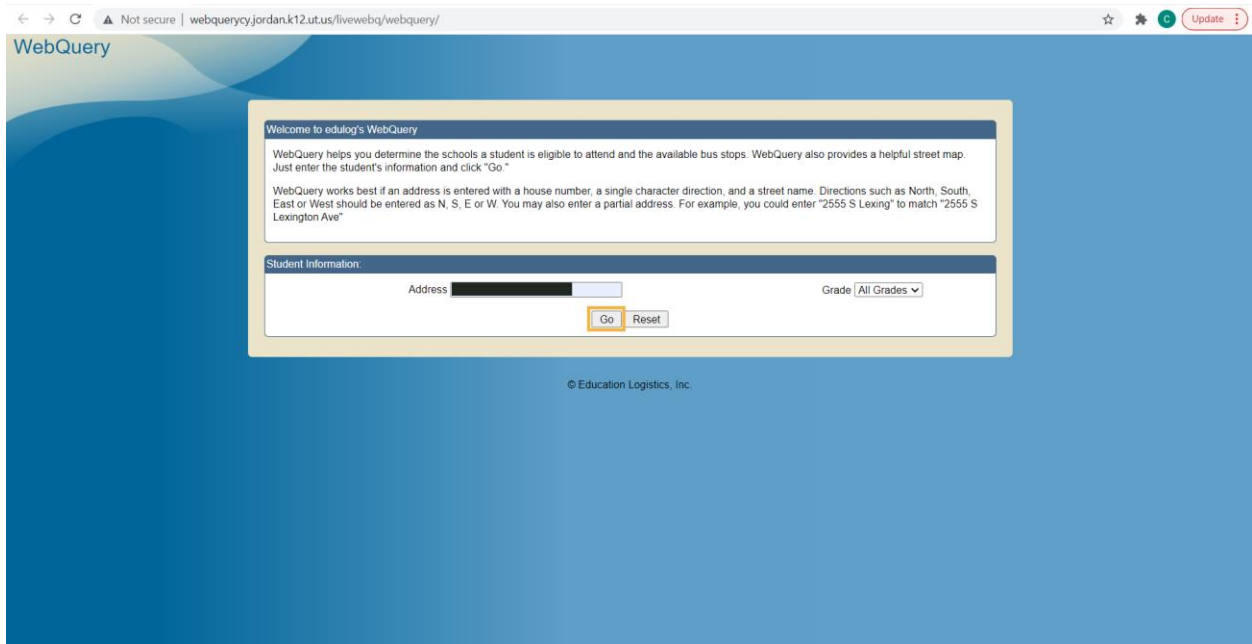 Not secure | webquerycy.jordan.k12.ut.us/livewebq/webquery/
C
Update
WebQuery
Welcome to edulog's WebQuery
WebQuery helps you determine the schools a student is eligible to attend and the available bus stops. WebQuery also provides a helpful street map.
Just enter the student's information and click "Go."
WebQuery works best if an address is entered with a house number, a single character direction, and a street name. Directions such as North, South,
East or West should be entered as N, S, E or W. You may also enter a partial address. For example, you could enter "2555 S Lexing" to match "2555 S
Lexington Ave"
Student Information:
Address
Grade All Grades
Go Reset
© Education Logistics, Inc.